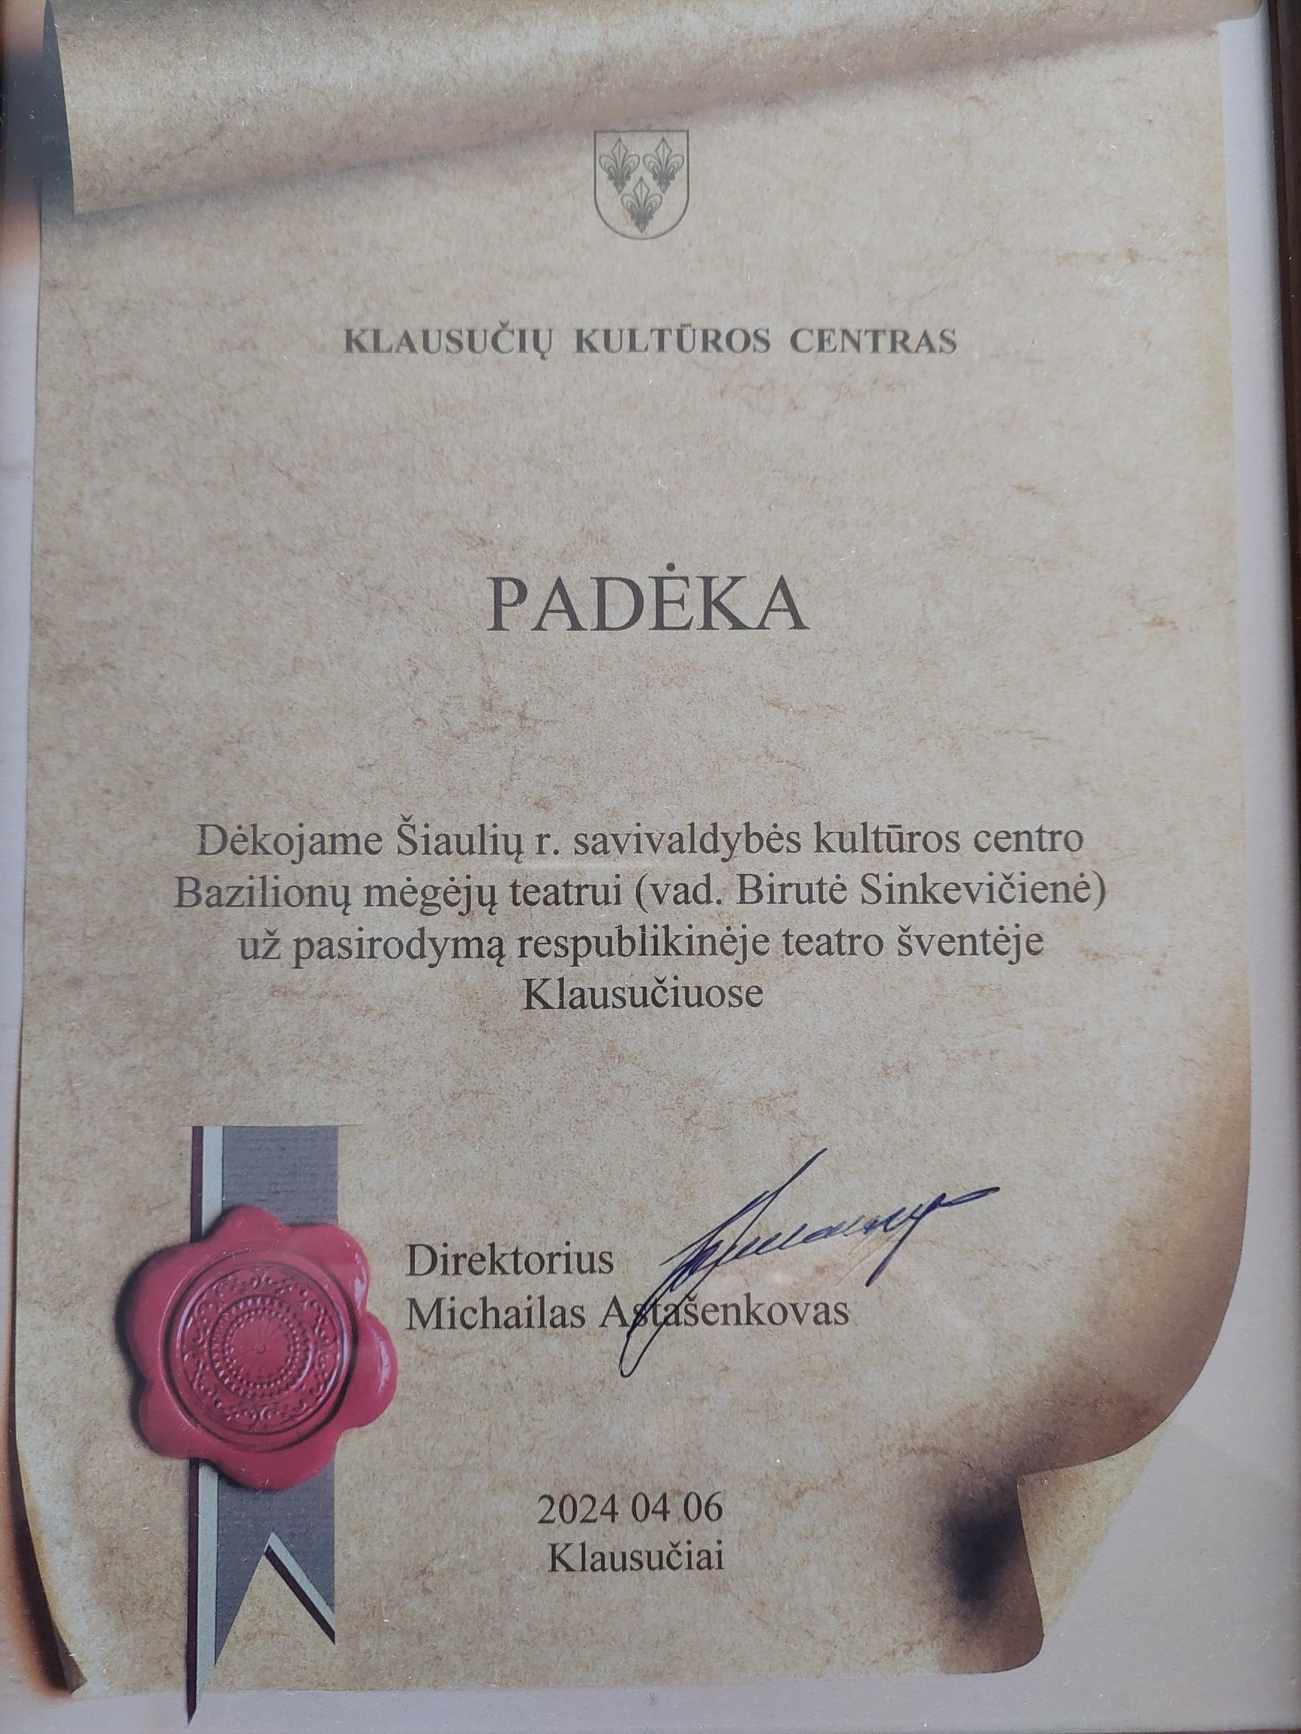 KLAUSUČIŲ KULTŪROS CENTRAS
PADĖKA
Dėkojame Šiaulių r. savivaldybės kultūros centro
Bazilionų mėgėjų teatrui (vad. Birutė Sinkevičienė)
už pasirodymą respublikinėje teatro šventėje
Klausučiuose
Direktorius
Michailas Astašenkovas
2024 04 06
Klausučiai